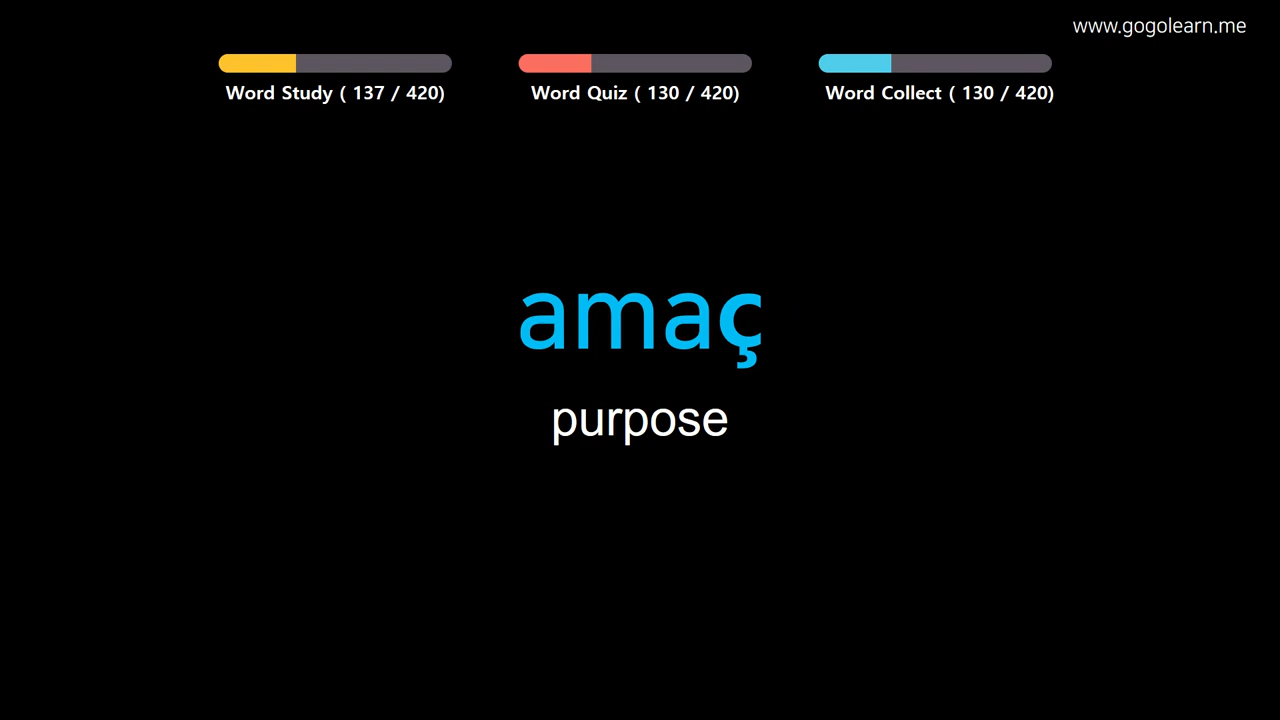 www.gogolearn.me
Word Study ( 137 / 420)
Word Quiz ( 130 / 420)
Word Collect ( 130 / 420)
amaç
purpose